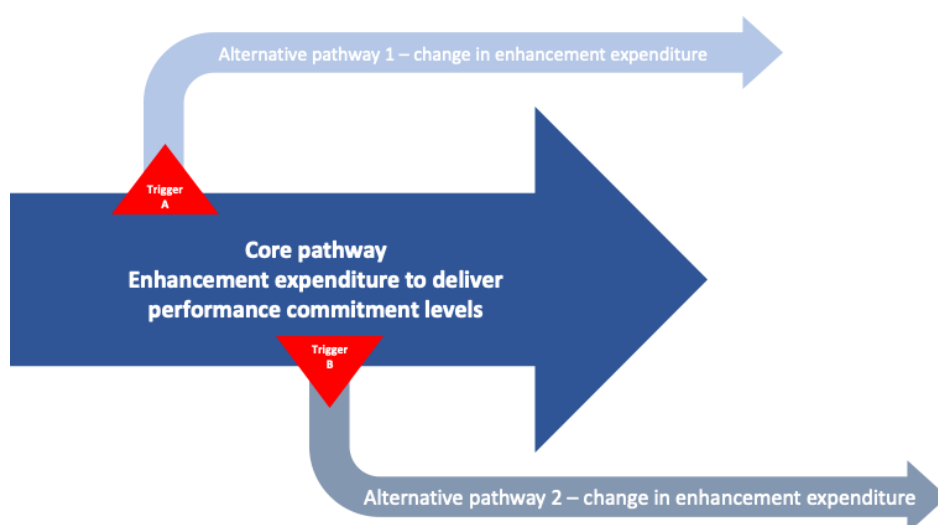 Alternative pathway 1 – change in enhancement expenditure
Trigger
A
Core pathway
Enhancement expenditure to deliver
performance commitment levels
Trigger
B
Alternative pathway 2 – change in enhancement expenditure